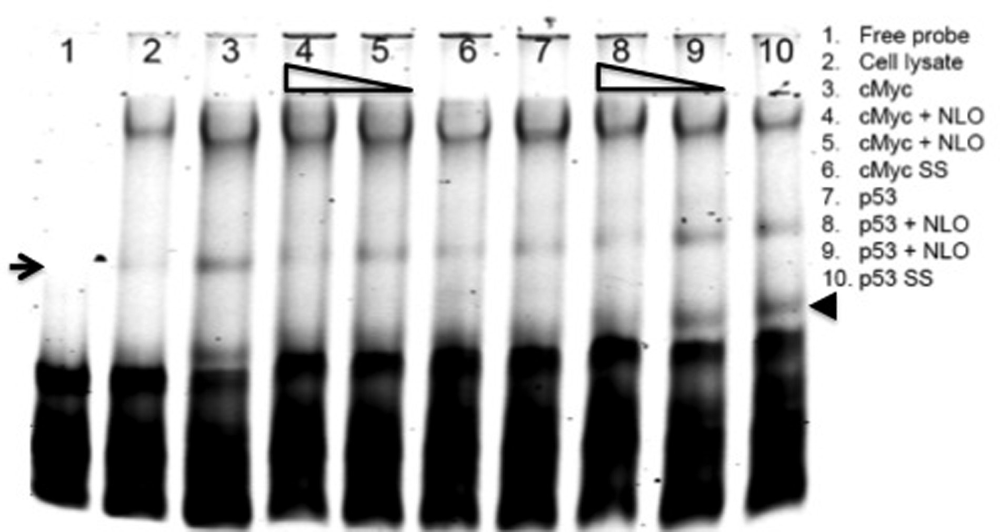 1 2 3 4 5 6 7 8 9 10
1. Free probe
2. Cell lysate
3. cMyc
4. cMyc + NLO
5. cMyc + NLO
6. cMyc SS
7. p53
8. p53 + NLO
9. p53 + NLO
10. p53 SS